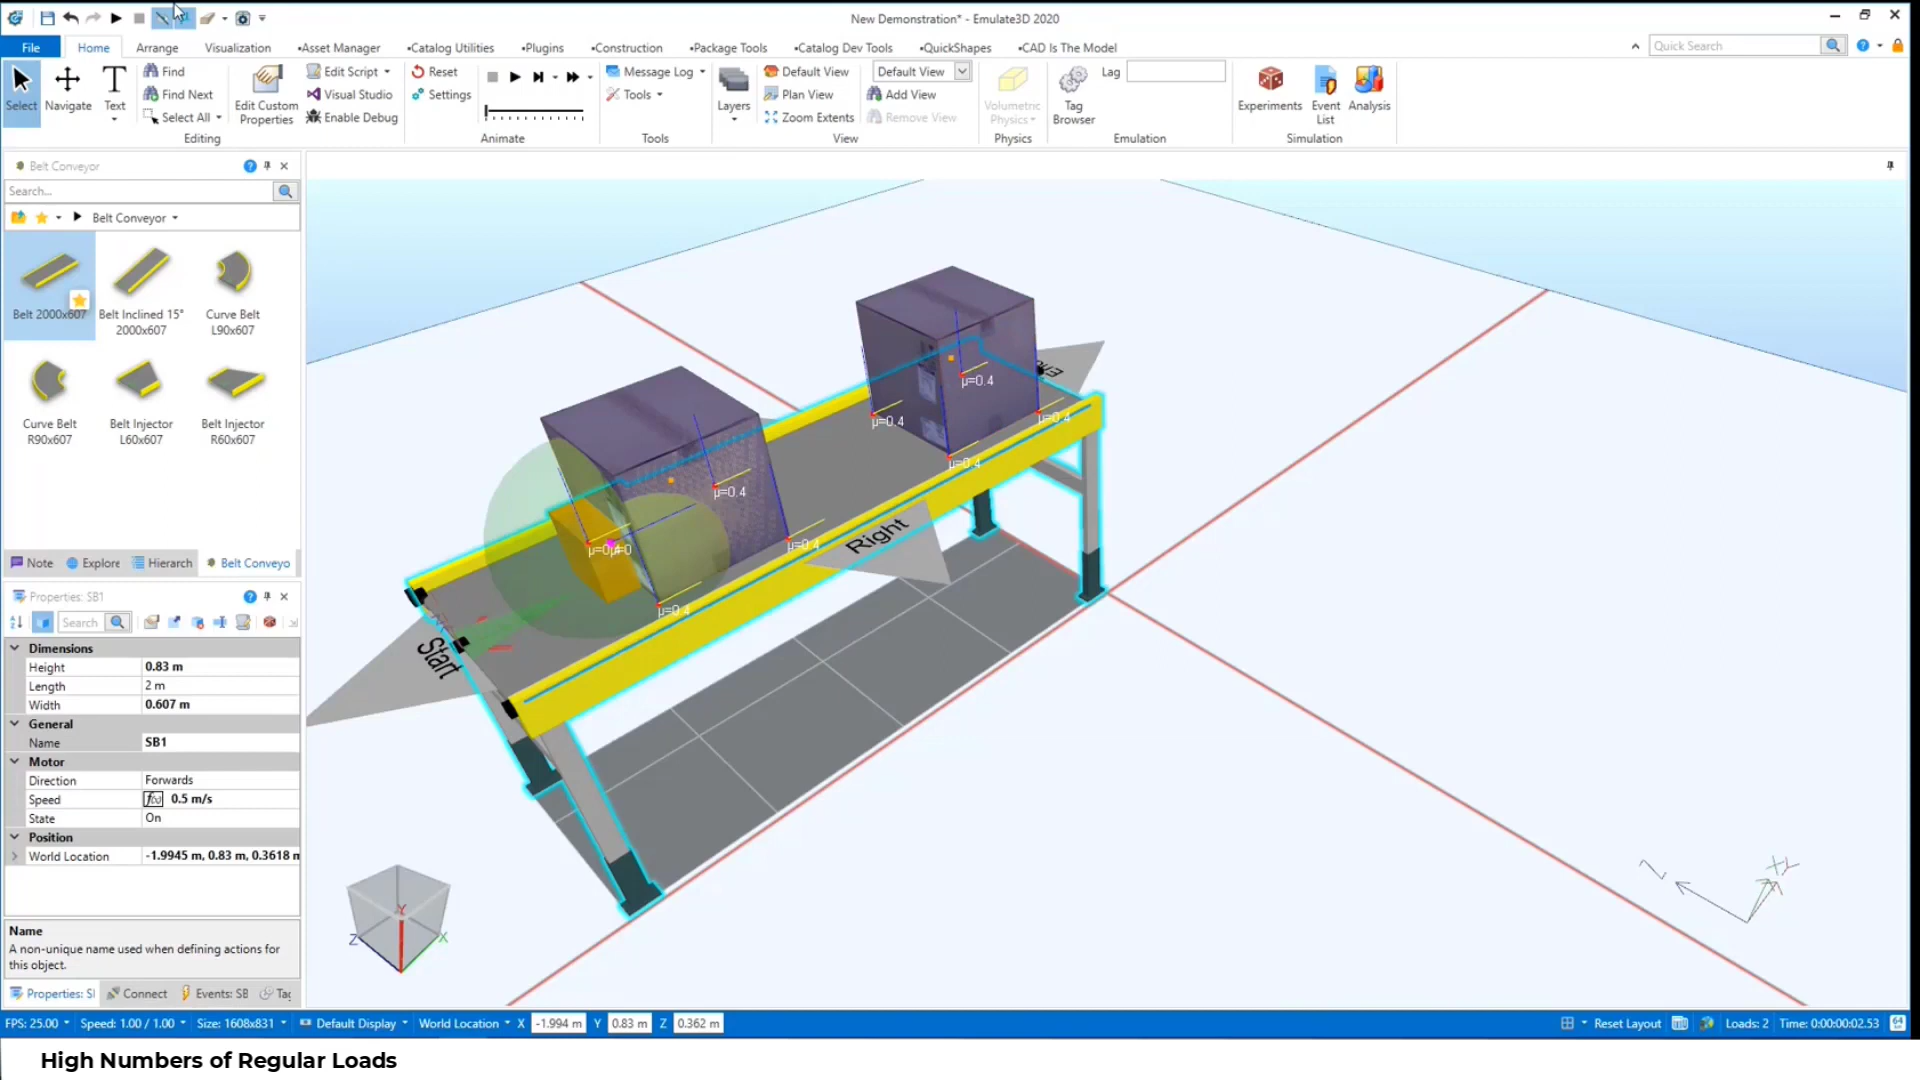 New Demonstration* - Emulate3D 2020
File
Home
Arrange
Visualization
•Asset Manager
•Catalog Utilities
•Plugins
•Construction
•Package Tools
•Catalog Dev Tools
•QuickShapes
•CAD Is The Model
Quick Search
Select
Navigate
Text
Find
Find Next
Select All
Editing
Edit Custom Properties
Edit Script
Visual Studio
Enable Debug
Reset
Settings
Animate
Message Log
Tools
Tools
Layers
Default View
Plan View
Zoom Extents
Default View
Add View
Remove View
View
Volumetric Physics
Physics
Tag Browser
Lag
Emulation
Experiments
Event List
Analysis
Simulation
Belt Conveyor
Search...
Belt Conveyor
Belt 2000x607
Belt Inclined 15° 2000x607
Curve Belt L90x607
Curve Belt R90x607
Belt Injector L60x607
Belt Injector R60x607
Note
Explore
Hierarch
Belt Conveyo
Properties: SB1
Search
Dimensions
Height 0.83 m
Length 2 m
Width 0.607 m
General
Name SB1
Motor
Direction Forwards
Speed f(x) 0.5 m/s
State On
Position
World Location -1.9945 m, 0.83 m, 0.3618 m
Name
A non-unique name used when defining actions for
this object.
Properties: SI
Connect
Events: SB
Tag
μ=0.4
μ=0.4
μ=0.4
μ=0.4
μ=0.4
μ=0.4
μ=0.4
Right
Start
Y
Z
X
FPS: 25.00
Speed: 1.00 / 1.00
Size: 1608x831
Default Display
World Location
X -1.994 m
Y 0.83 m
Z 0.362 m
Reset Layout
Loads: 2
Time: 0:00:00:02.53
64
High Numbers of Regular Loads